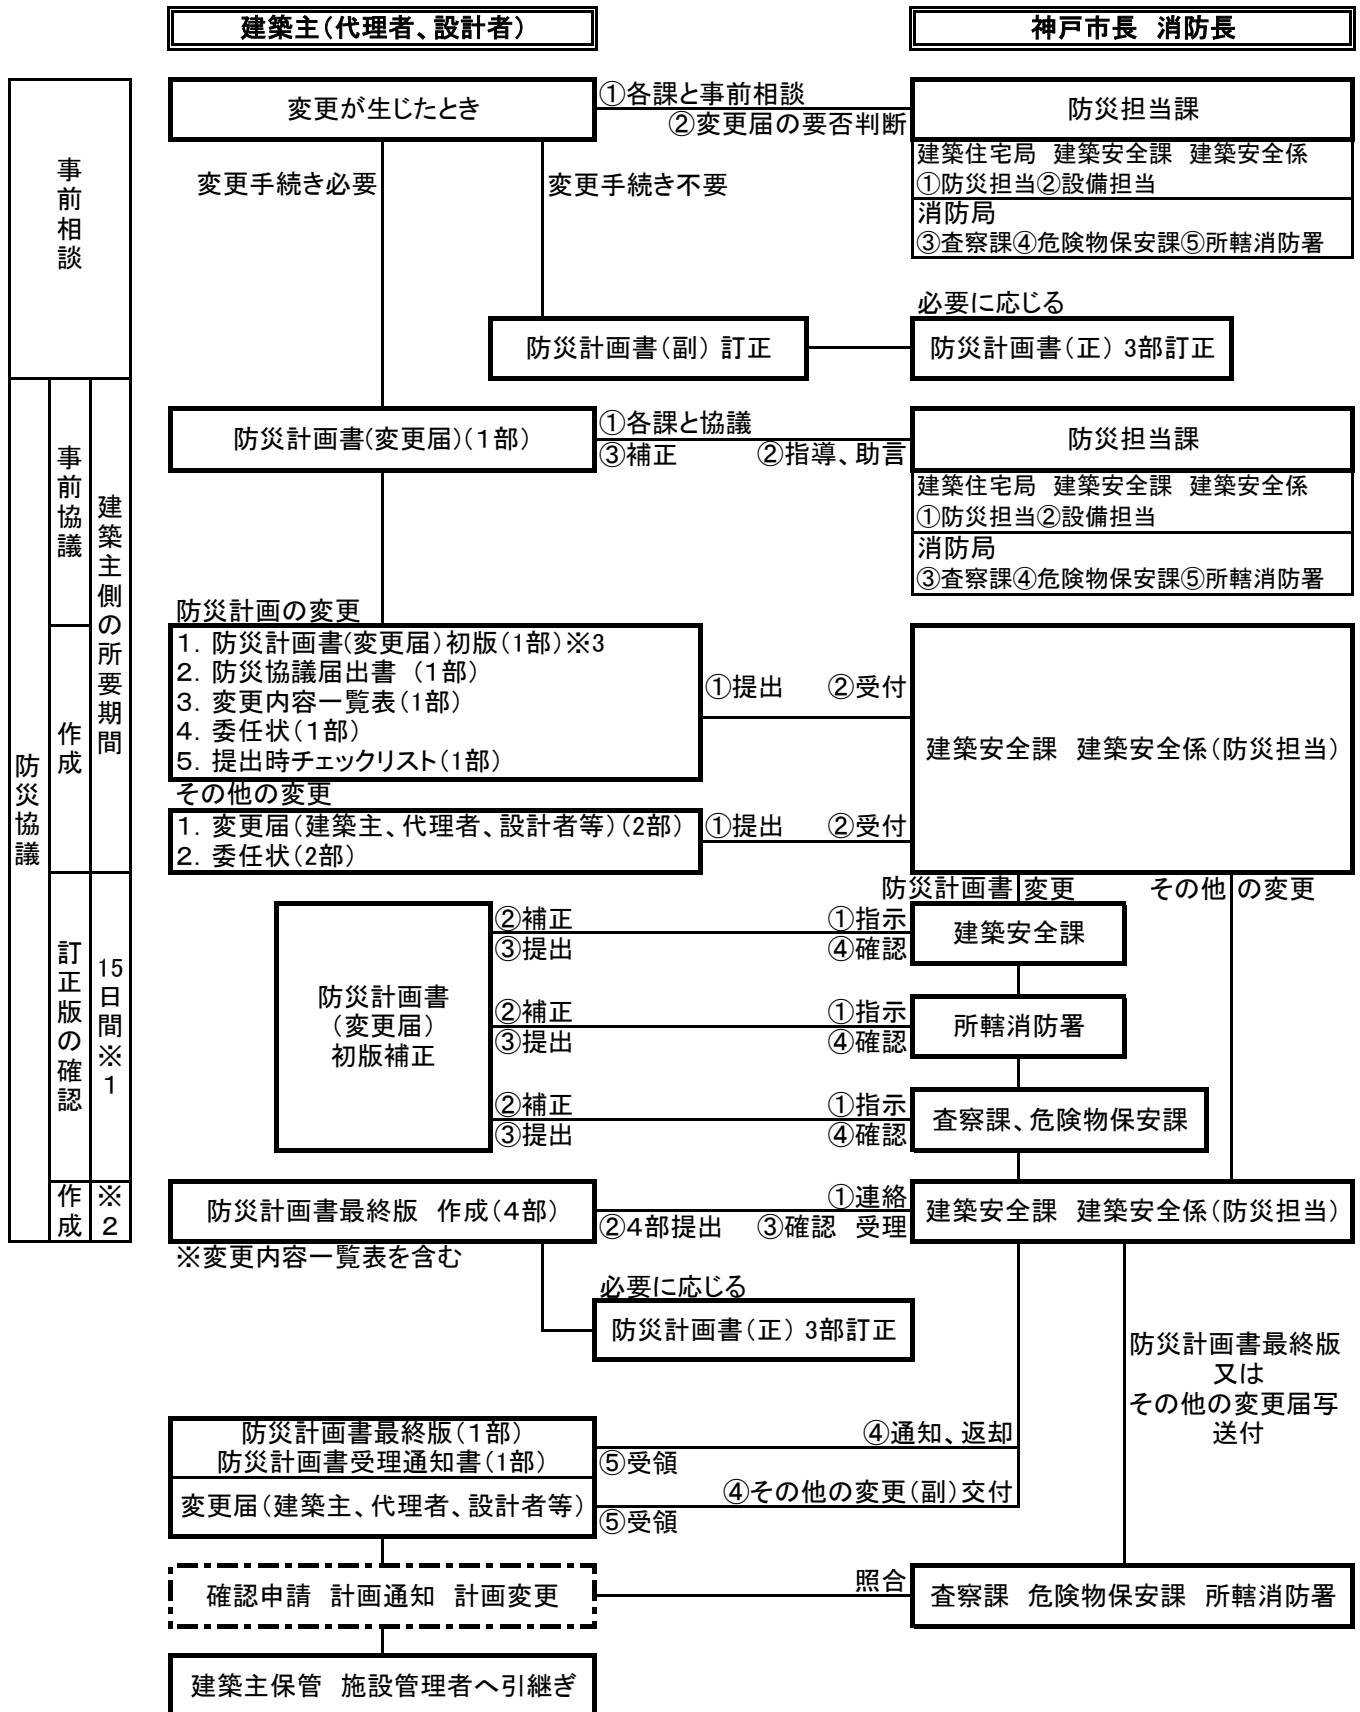 建築主（代理者、設計者）
神戸市長　消防長
事前相談
変更が生じたとき
①各課と事前相談
②変更届の要否判断
防災担当課
建築住宅局　建築安全課　建築安全係
①防災担当②設備担当
消防局
③査察課④危険物保安課⑤所轄消防署
変更手続き必要
変更手続き不要
防災計画書（副） 訂正
必要に応じる
防災計画書（正） 3部訂正
防災協議
事前協議
建築主側の所要期間
防災計画書(変更届)（１部）
①各課と協議
③補正
②指導、助言
防災担当課
建築住宅局　建築安全課　建築安全係
①防災担当②設備担当
消防局
③査察課④危険物保安課⑤所轄消防署
作成
防災計画の変更
1．防災計画書(変更届）初版（1部）※3
２．防災協議届出書 （１部）
３．変更内容一覧表（１部）
４．委任状（１部）
５．提出時チェックリスト（１部）
①提出
②受付
建築安全課　建築安全係（防災担当）
その他の変更
１．変更届（建築主、代理者、設計者等）（2部）
２．委任状（2部）
①提出
②受付
防災計画書 変更
その他 の変更
訂正版の確認
15日間※１
防災計画書
（変更届）
初版補正
②補正
③提出
①指示
④確認
建築安全課
②補正
③提出
①指示
④確認
所轄消防署
②補正
③提出
①指示
④確認
査察課、危険物保安課
作成
※２
防災計画書最終版　作成（４部）
①連絡
②４部提出
③確認　受理
建築安全課　建築安全係（防災担当）
※変更内容一覧表を含む
必要に応じる
防災計画書（正） 3部訂正
防災計画書最終版
又は
その他の変更届写
送付
防災計画書最終版（１部）
防災計画書受理通知書（１部）
④通知、返却
⑤受領
変更届（建築主、代理者、設計者等）
④その他の変更（副）交付
⑤受領
確認申請　計画通知　計画変更
照合
査察課　危険物保安課　所轄消防署
建築主保管　施設管理者へ引継ぎ